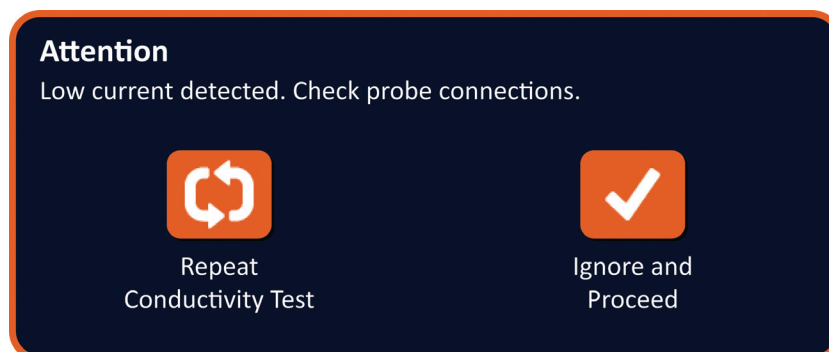 Attention
Low current detected. Check probe connections.
Repeat
Conductivity Test
Ignore and
Proceed